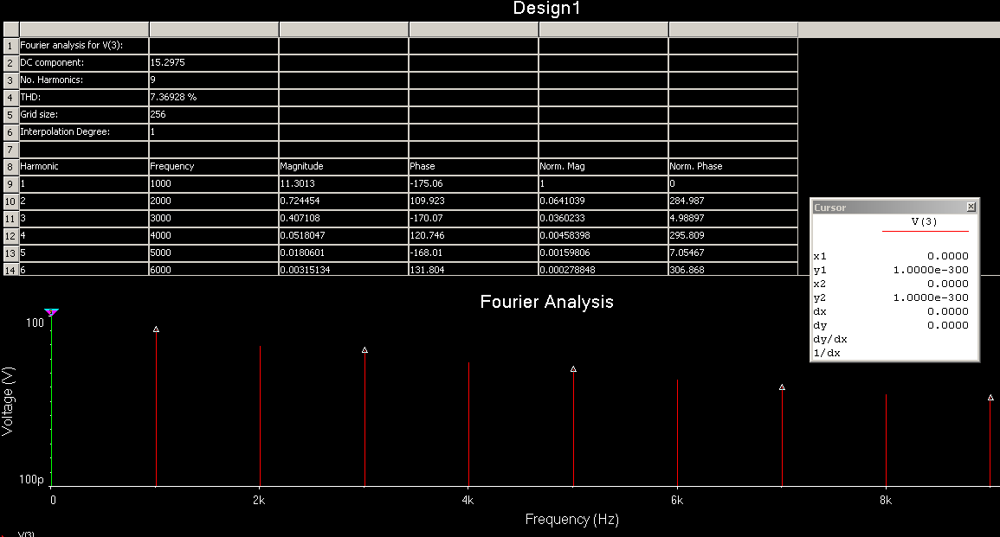 Design1
1 Fourier analysis for V(3):
2 DC component: 15.2975
3 No. Harmonics: 9
4 THD: 7.36928 %
5 Grid size: 256
6 Interpolation Degree: 1
7
8 Harmonic Frequency Magnitude Phase Norm. Mag Norm. Phase
9 1 1000 11.3013 -175.06 1 0
10 2 2000 0.724454 109.923 0.0641039 284.987
11 3 3000 0.407108 -170.07 0.0360233 4.98897
12 4 4000 0.0518047 120.746 0.00458398 295.809
13 5 5000 0.0180601 -168.01 0.00159806 7.05467
14 6 6000 0.00315134 131.804 0.000278848 306.868
Cursor
V(3)
x1 0.0000
y1 1.0000e-300
x2 0.0000
y2 1.0000e-300
dx 0.0000
dy 0.0000
dy/dx
1/dx
Fourier Analysis
100
Voltage (V)
100p
0 2k 4k 6k 8k
Frequency (Hz)
V(3)